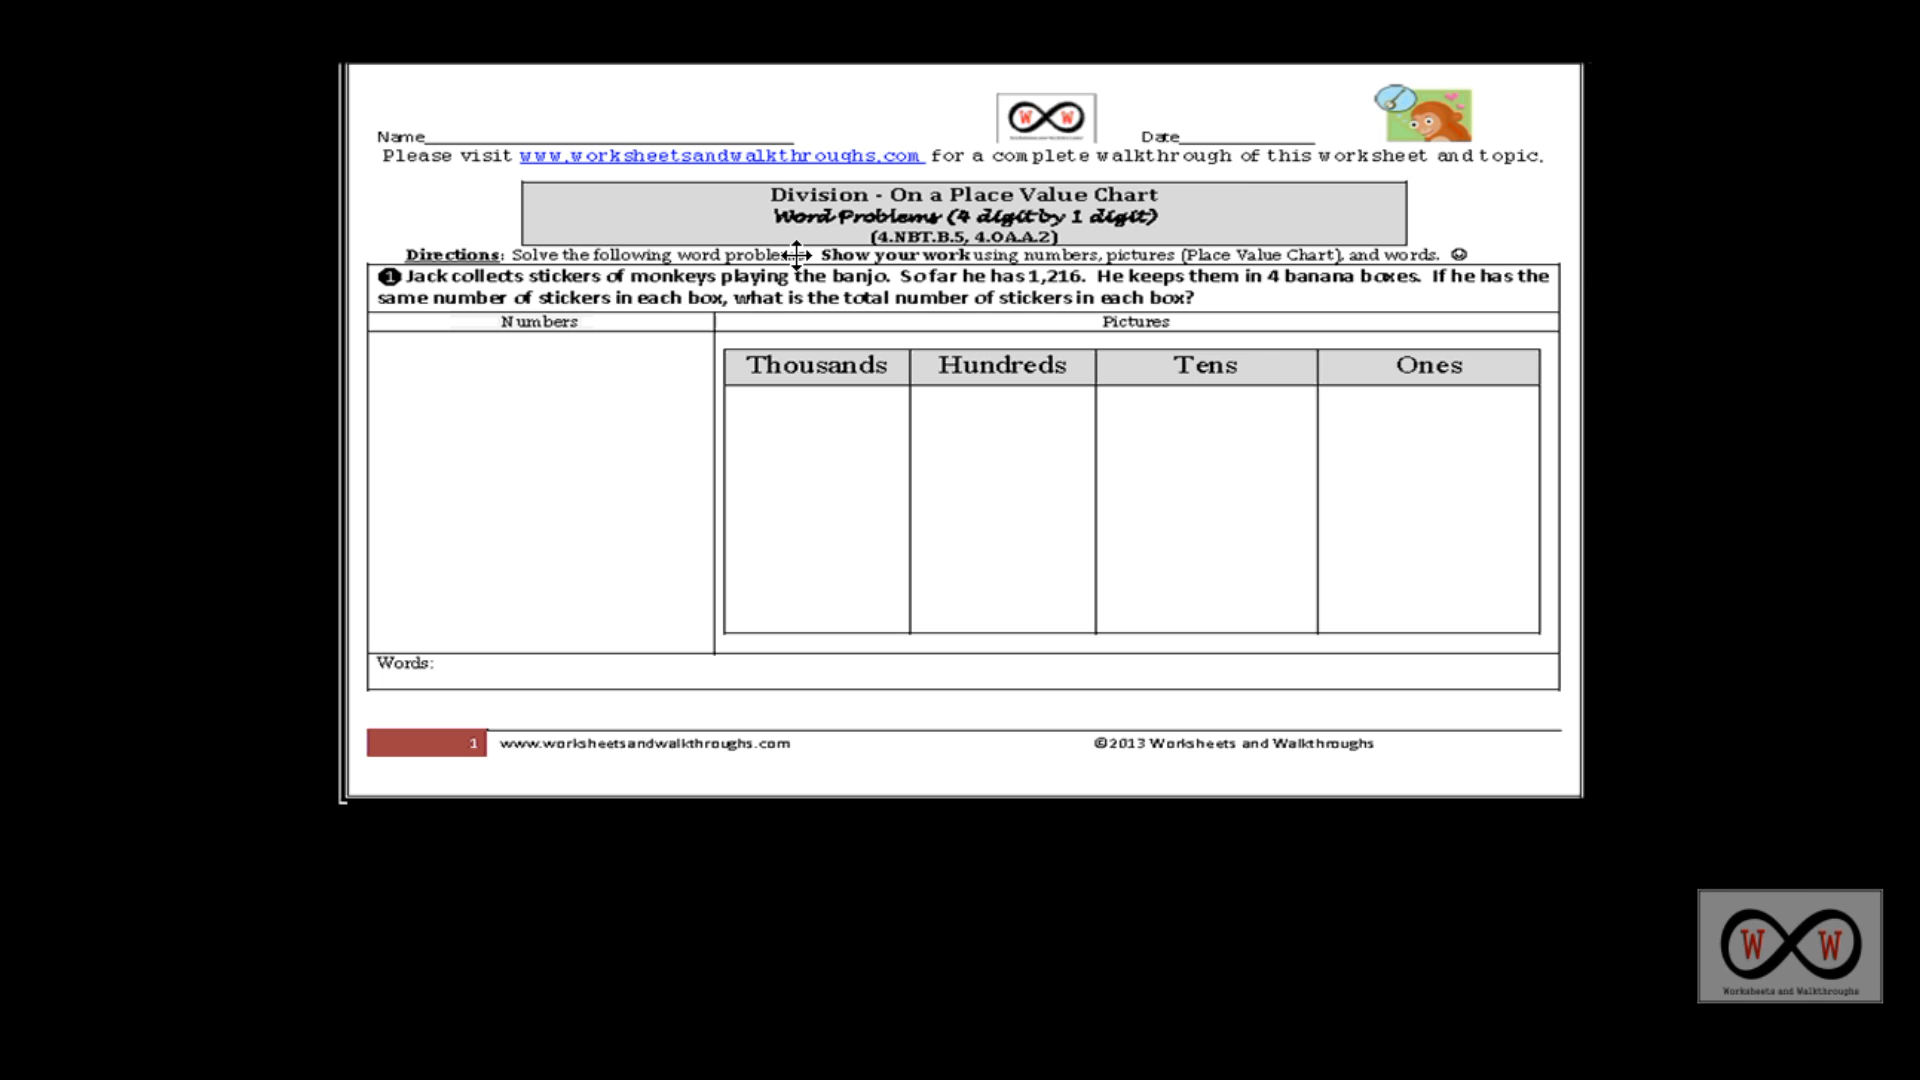 Name Date
Please visit www.worksheetsandwalkthroughs.com for a complete walkthrough of this worksheet and topic.
Division - On a Place Value Chart
Word Problems (4 digit by 1 digit)
(4.NBT.B.5, 4.OA.A.2)
Directions: Solve the following word Show your work using numbers, pictures (Place Value Chart), and words. ☺
❶ Jack collects stickers of monkeys playing the banjo. So far he has 1,216. He keeps them in 4 banana boxes. If he has the
same number of stickers in each box, what is the total number of stickers in each box?
Numbers Pictures
Thousands Hundreds Tens Ones
Words:
1 www.worksheetsandwalkthroughs.com ©2013 Worksheets and Walkthroughs
W W
Worksheets and Walkthroughs